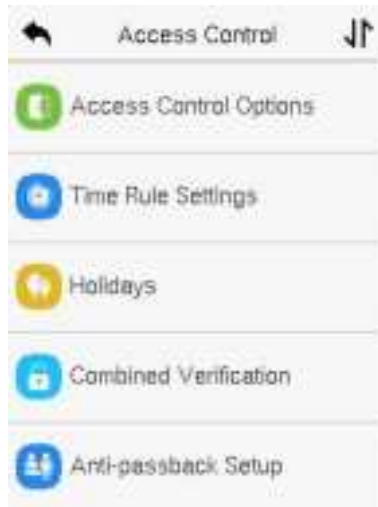 Access Control
Access Control Options
Time Rule Settings
Holidays
Combined Verification
Anti-passback Setup